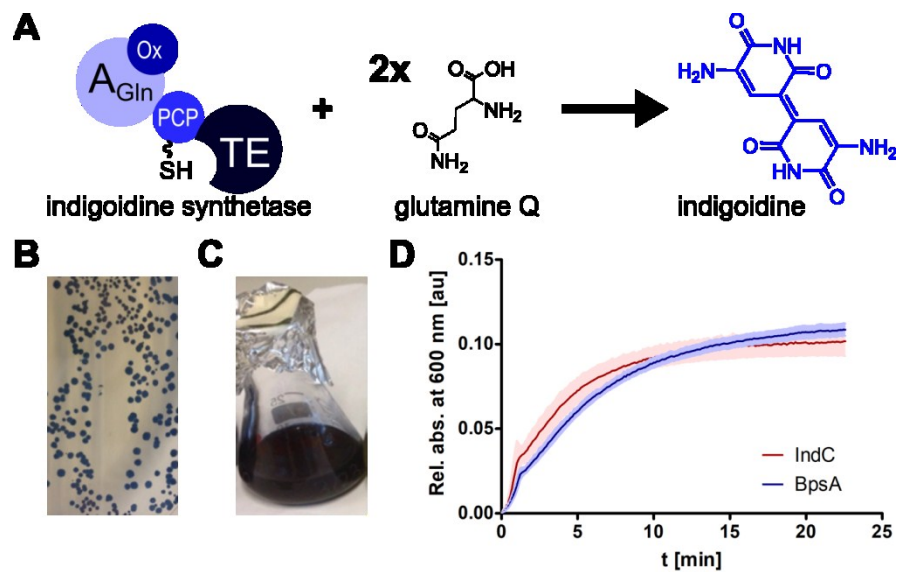 A
Ox
A Gln
PCP
SH
TE
indigoidine synthetase
+
2x
O
OH
NH2
O
NH2
glutamine Q
O
NH
H2N
O
O
NH2
HN
O
indigoidine
B
C
D
Rel. abs. at 600 nm [au]
0.15
0.10
0.05
0.00
IndC
BpsA
0
5
10
15
20
25
t [min]